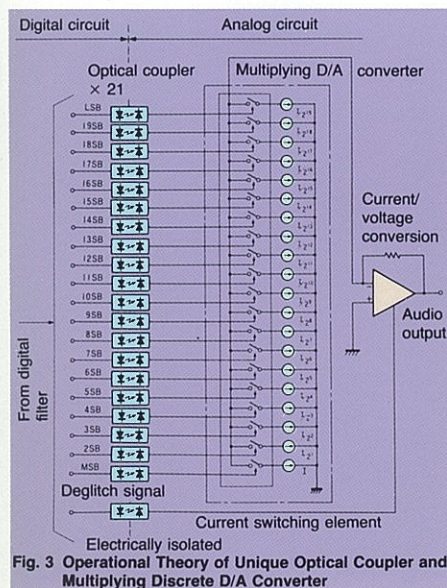 Digital circuit
Analog circuit
Optical coupler
× 21
Multiplying D/A converter
LSB
19SB
18SB
17SB
16SB
15SB
14SB
13SB
12SB
11SB
10SB
9SB
8SB
7SB
6SB
5SB
4SB
3SB
2SB
MSB
Current/
voltage
conversion
Audio
output
From digital
filter
Deglitch signal
Current switching element
Electrically isolated
Fig. 3 Operational Theory of Unique Optical Coupler and
Multiplying Discrete D/A Converter